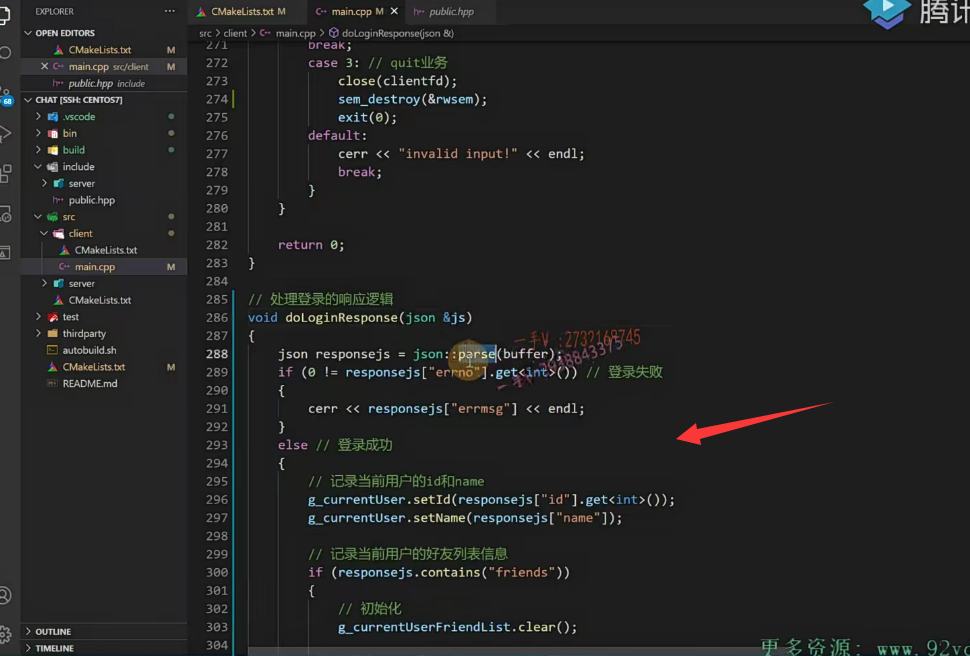 EXPLORER
CMakeLists.txt M
main.cpp M
public.hpp
腾讯
OPEN EDITORS
CMakeLists.txt M
main.cpp src/client M
public.hpp include
68
CHAT [SSH: CENTOS7]
.vscode
bin
build
include
server
public.hpp
src
client
CMakeLists.txt
main.cpp M
server
CMakeLists.txt
test
thirdparty
autobuild.sh
CMakeLists.txt M
README.md
OUTLINE
TIMELINE
src > client > main.cpp > doLoginResponse(json &)
271 break;
272 case 3: // quit业务
273 close(clientfd);
274 sem_destroy(&rwsem);
275 exit(0);
276 default:
277 cerr << "invalid input!" << endl;
278 break;
279 }
280 }
281
282 return 0;
283 }
284
285 // 处理登录的响应逻辑
286 void doLoginResponse(json &js)
287 {
288 json responsejs = json::parse(buffer);
289 if (0 != responsejs["errno"].get<int>()) // 登录失败
290 {
291 cerr << responsejs["errmsg"] << endl;
292 }
293 else // 登录成功
294 {
295 // 记录当前用户的id和name
296 g_currentUser.setId(responsejs["id"].get<int>());
297 g_currentUser.setName(responsejs["name"]);
298
299 // 记录当前用户的好友列表信息
300 if (responsejs.contains("friends"))
301 {
302 // 初始化
303 g_currentUserFriendList.clear();
304
一手V :2732168745
更多资源: www.92vc